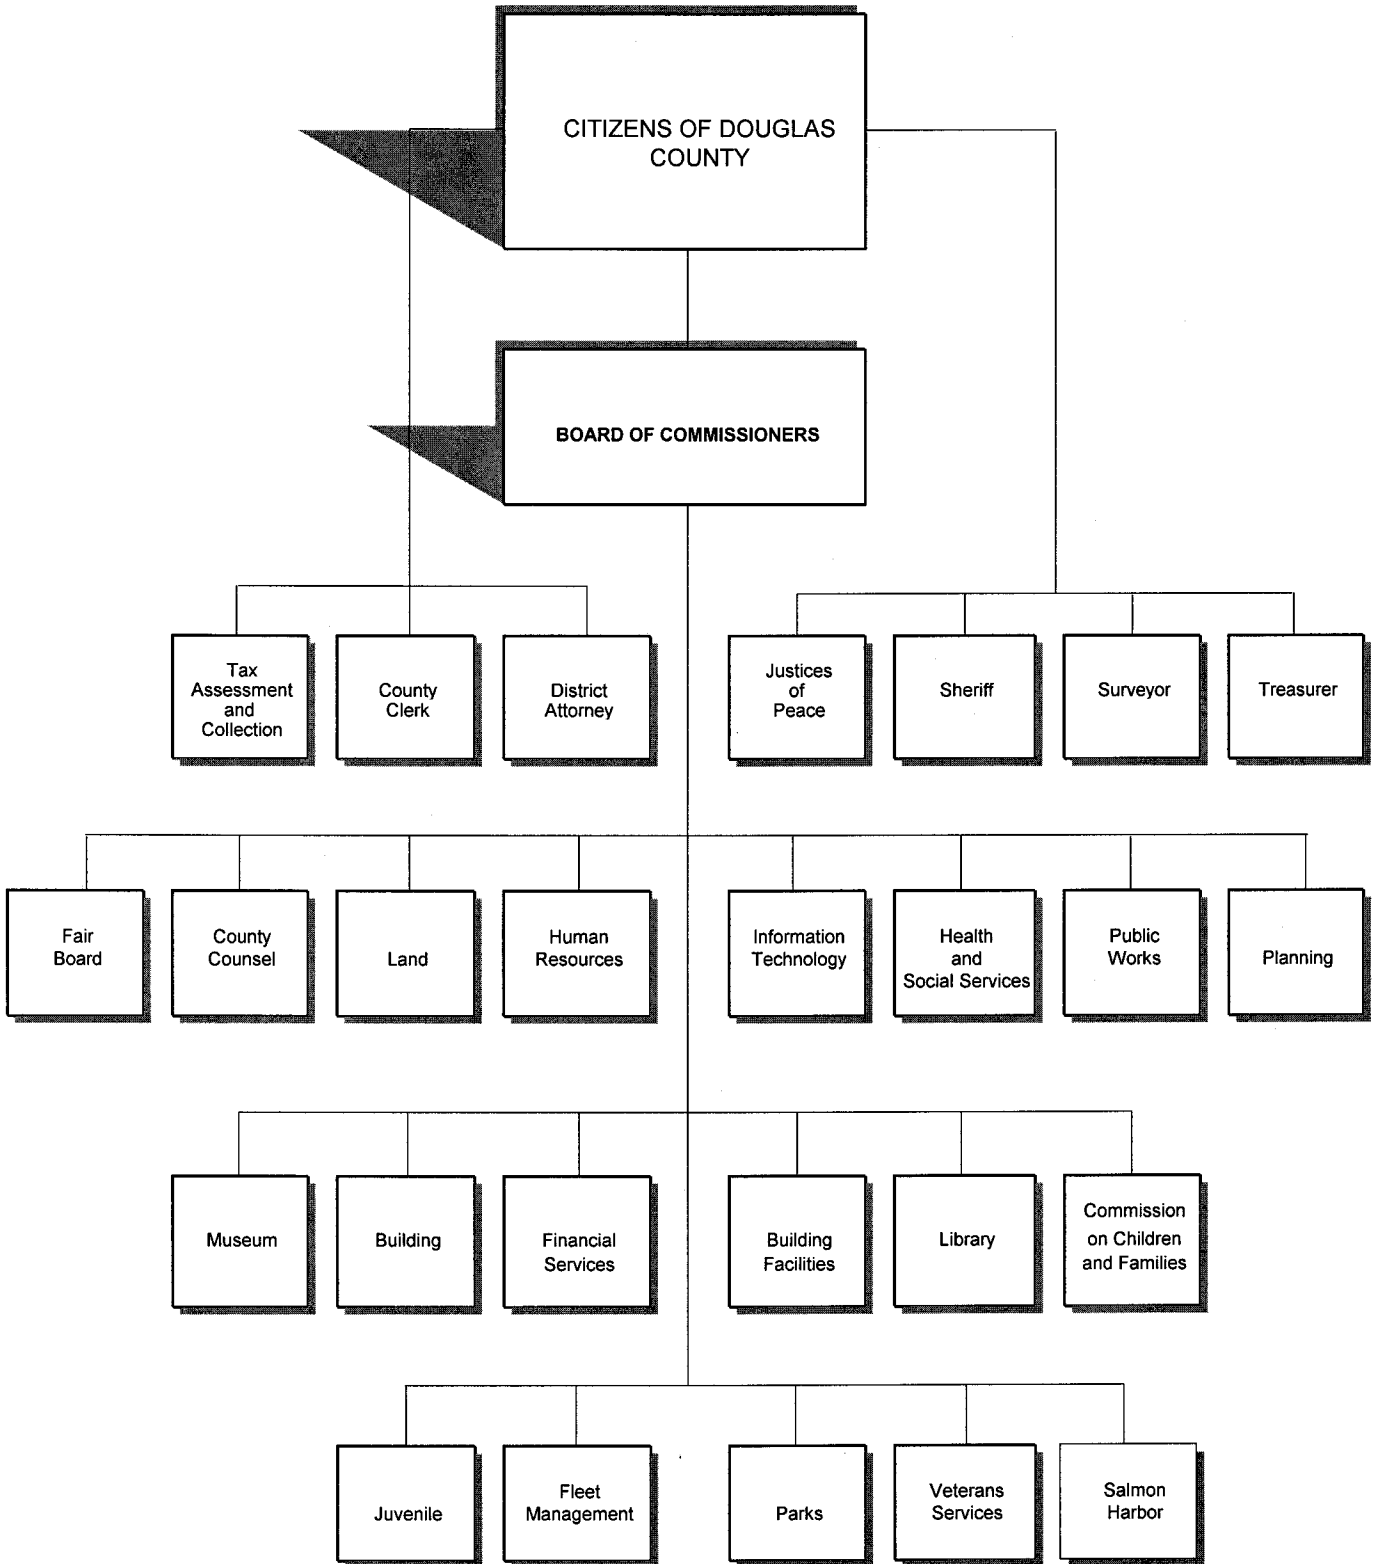 CITIZENS OF DOUGLAS
COUNTY
BOARD OF COMMISSIONERS
Tax
Assessment
and
Collection
County
Clerk
District
Attorney
Justices
of
Peace
Sheriff
Surveyor
Treasurer
Fair
Board
County
Counsel
Land
Human
Resources
Information
Technology
Health
and
Social Services
Public
Works
Planning
Museum
Building
Financial
Services
Building
Facilities
Library
Commission
on Children
and Families
Juvenile
Fleet
Management
Parks
Veterans
Services
Salmon
Harbor